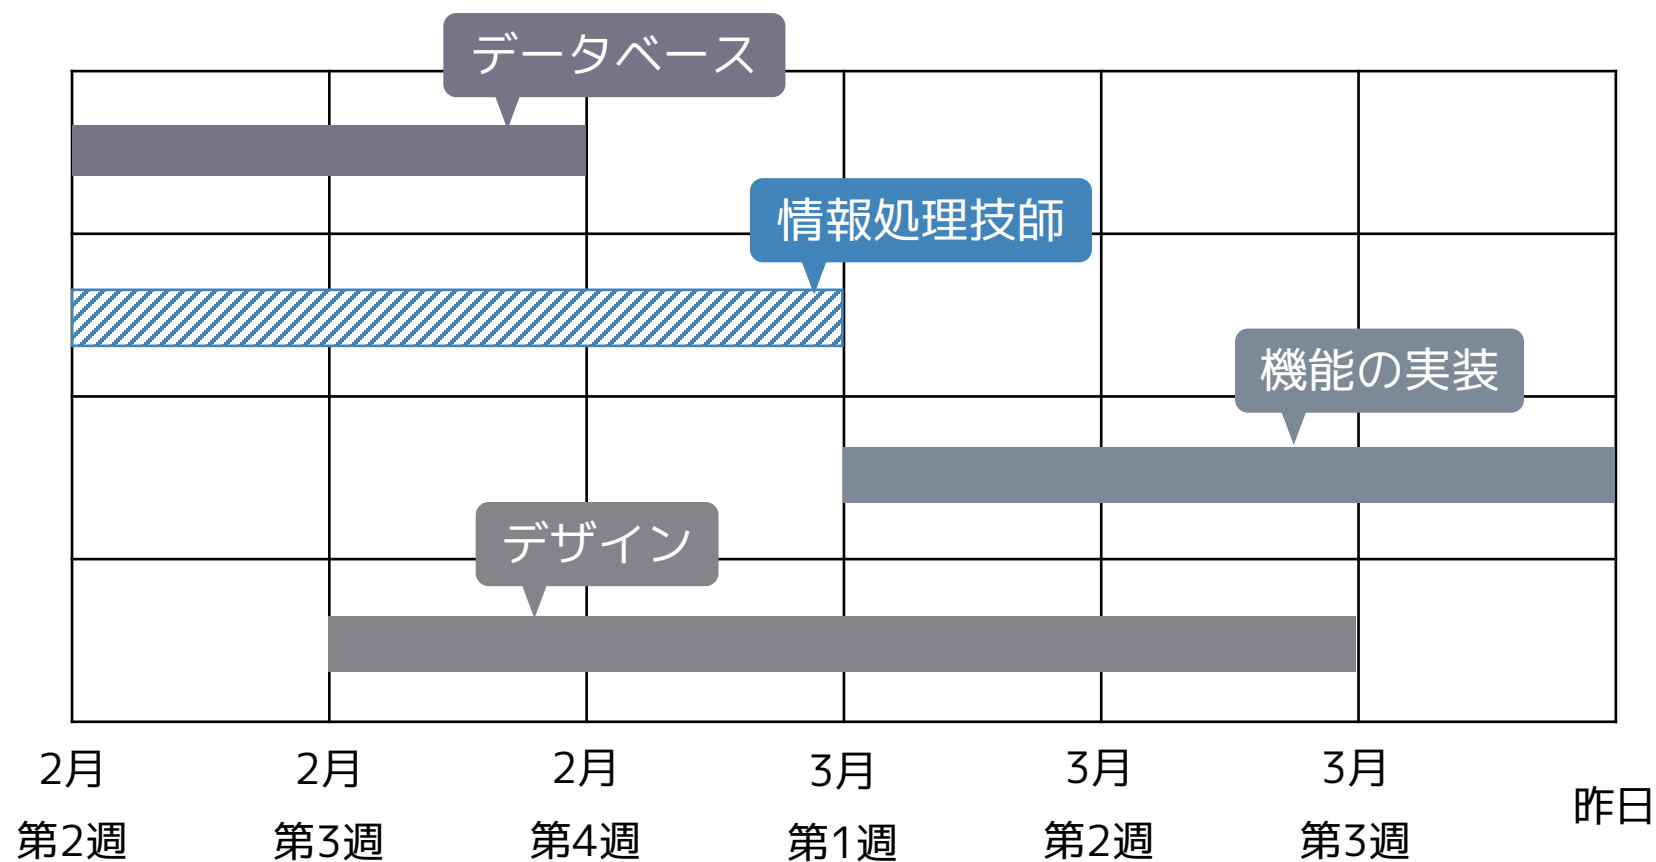 データベース
情報処理技師
機能の実装
デザイン
2月
第2週
2月
第3週
2月
第4週
3月
第1週
3月
第2週
3月
第3週
昨日